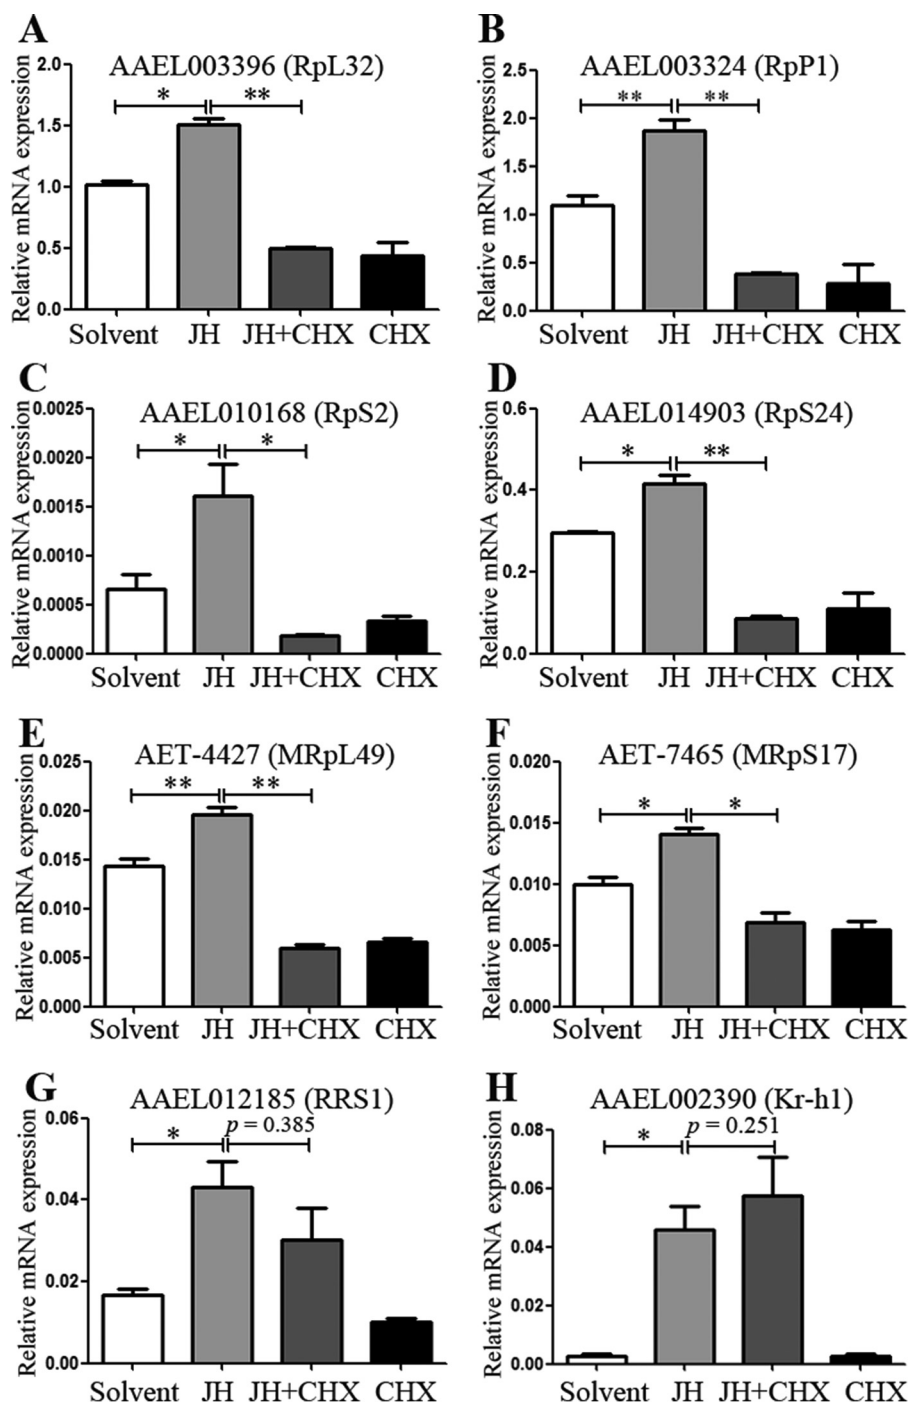 A
AAEL003396 (RpL32)
Relative mRNA expression
2.0
1.5
1.0
0.5
0.0
* **
Solvent JH JH+CHX CHX
B
AAEL003324 (RpP1)
Relative mRNA expression
2.5
2.0
1.5
1.0
0.5
0.0
** **
Solvent JH JH+CHX CHX
C
AAEL010168 (RpS2)
Relative mRNA expression
0.0025
0.0020
0.0015
0.0010
0.0005
0.0000
* *
Solvent JH JH+CHX CHX
D
AAEL014903 (RpS24)
Relative mRNA expression
0.6
0.4
0.2
0.0
* **
Solvent JH JH+CHX CHX
E
AET-4427 (MRpL49)
Relative mRNA expression
0.025
0.020
0.015
0.010
0.005
0.000
** **
Solvent JH JH+CHX CHX
F
AET-7465 (MRpS17)
Relative mRNA expression
0.020
0.015
0.010
0.005
0.000
* *
Solvent JH JH+CHX CHX
G
AAEL012185 (RRS1)
Relative mRNA expression
0.06
0.04
0.02
0.00
* p = 0.385
Solvent JH JH+CHX CHX
H
AAEL002390 (Kr-h1)
Relative mRNA expression
0.08
0.06
0.04
0.02
0.00
* p = 0.251
Solvent JH JH+CHX CHX